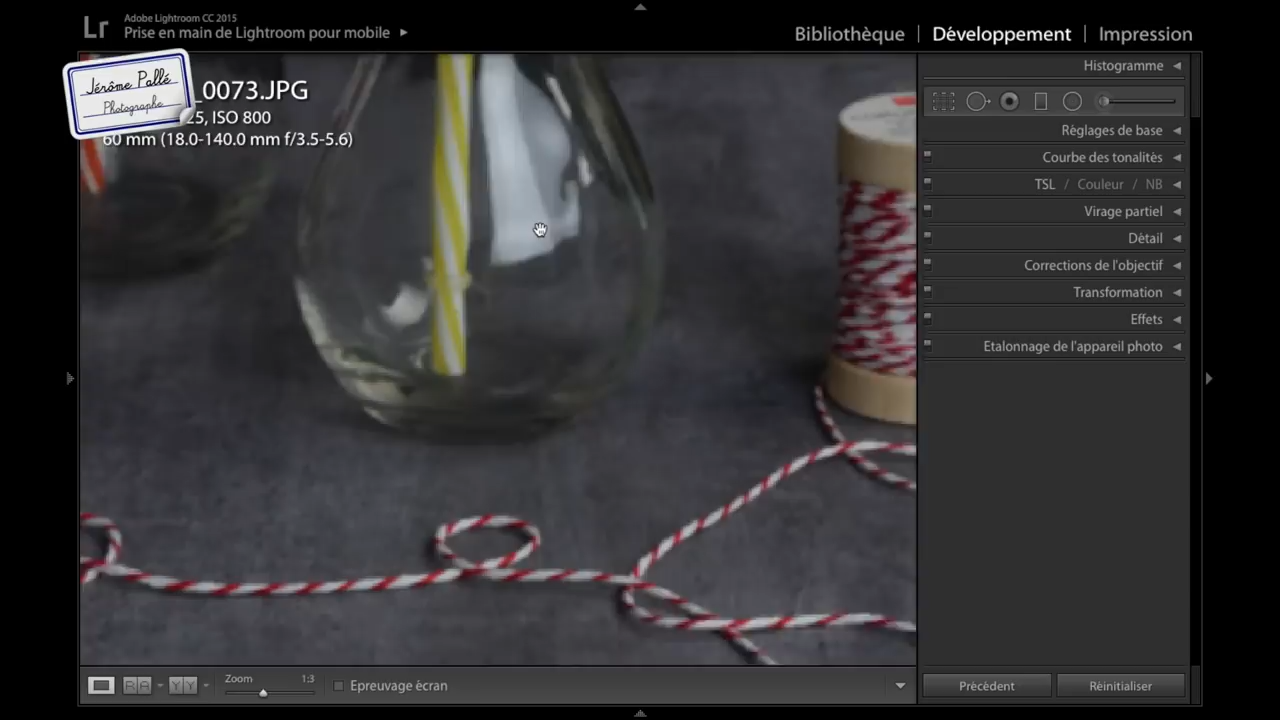 Adobe Lightroom CC 2015
Prise en main de Lightroom pour mobile
Bibliothèque | Développement | Impression
Jérôme Pallé
Photographe
_0073.JPG
25, ISO 800
60 mm (18.0-140.0 mm f/3.5-5.6)
Histogramme
Réglages de base
Courbe des tonalités
TSL / Couleur / NB
Virage partiel
Détail
Corrections de l'objectif
Transformation
Effets
Etalonnage de l'appareil photo
Zoom 1:3
Epreuvage écran
Précédent
Réinitialiser